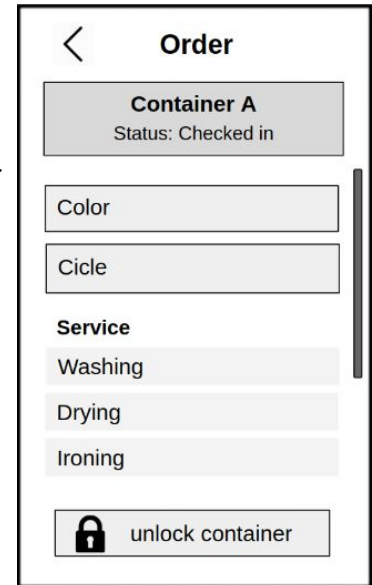 Order
Container A
Status: Checked in
Color
Cicle
Service
Washing
Drying
Ironing
unlock container